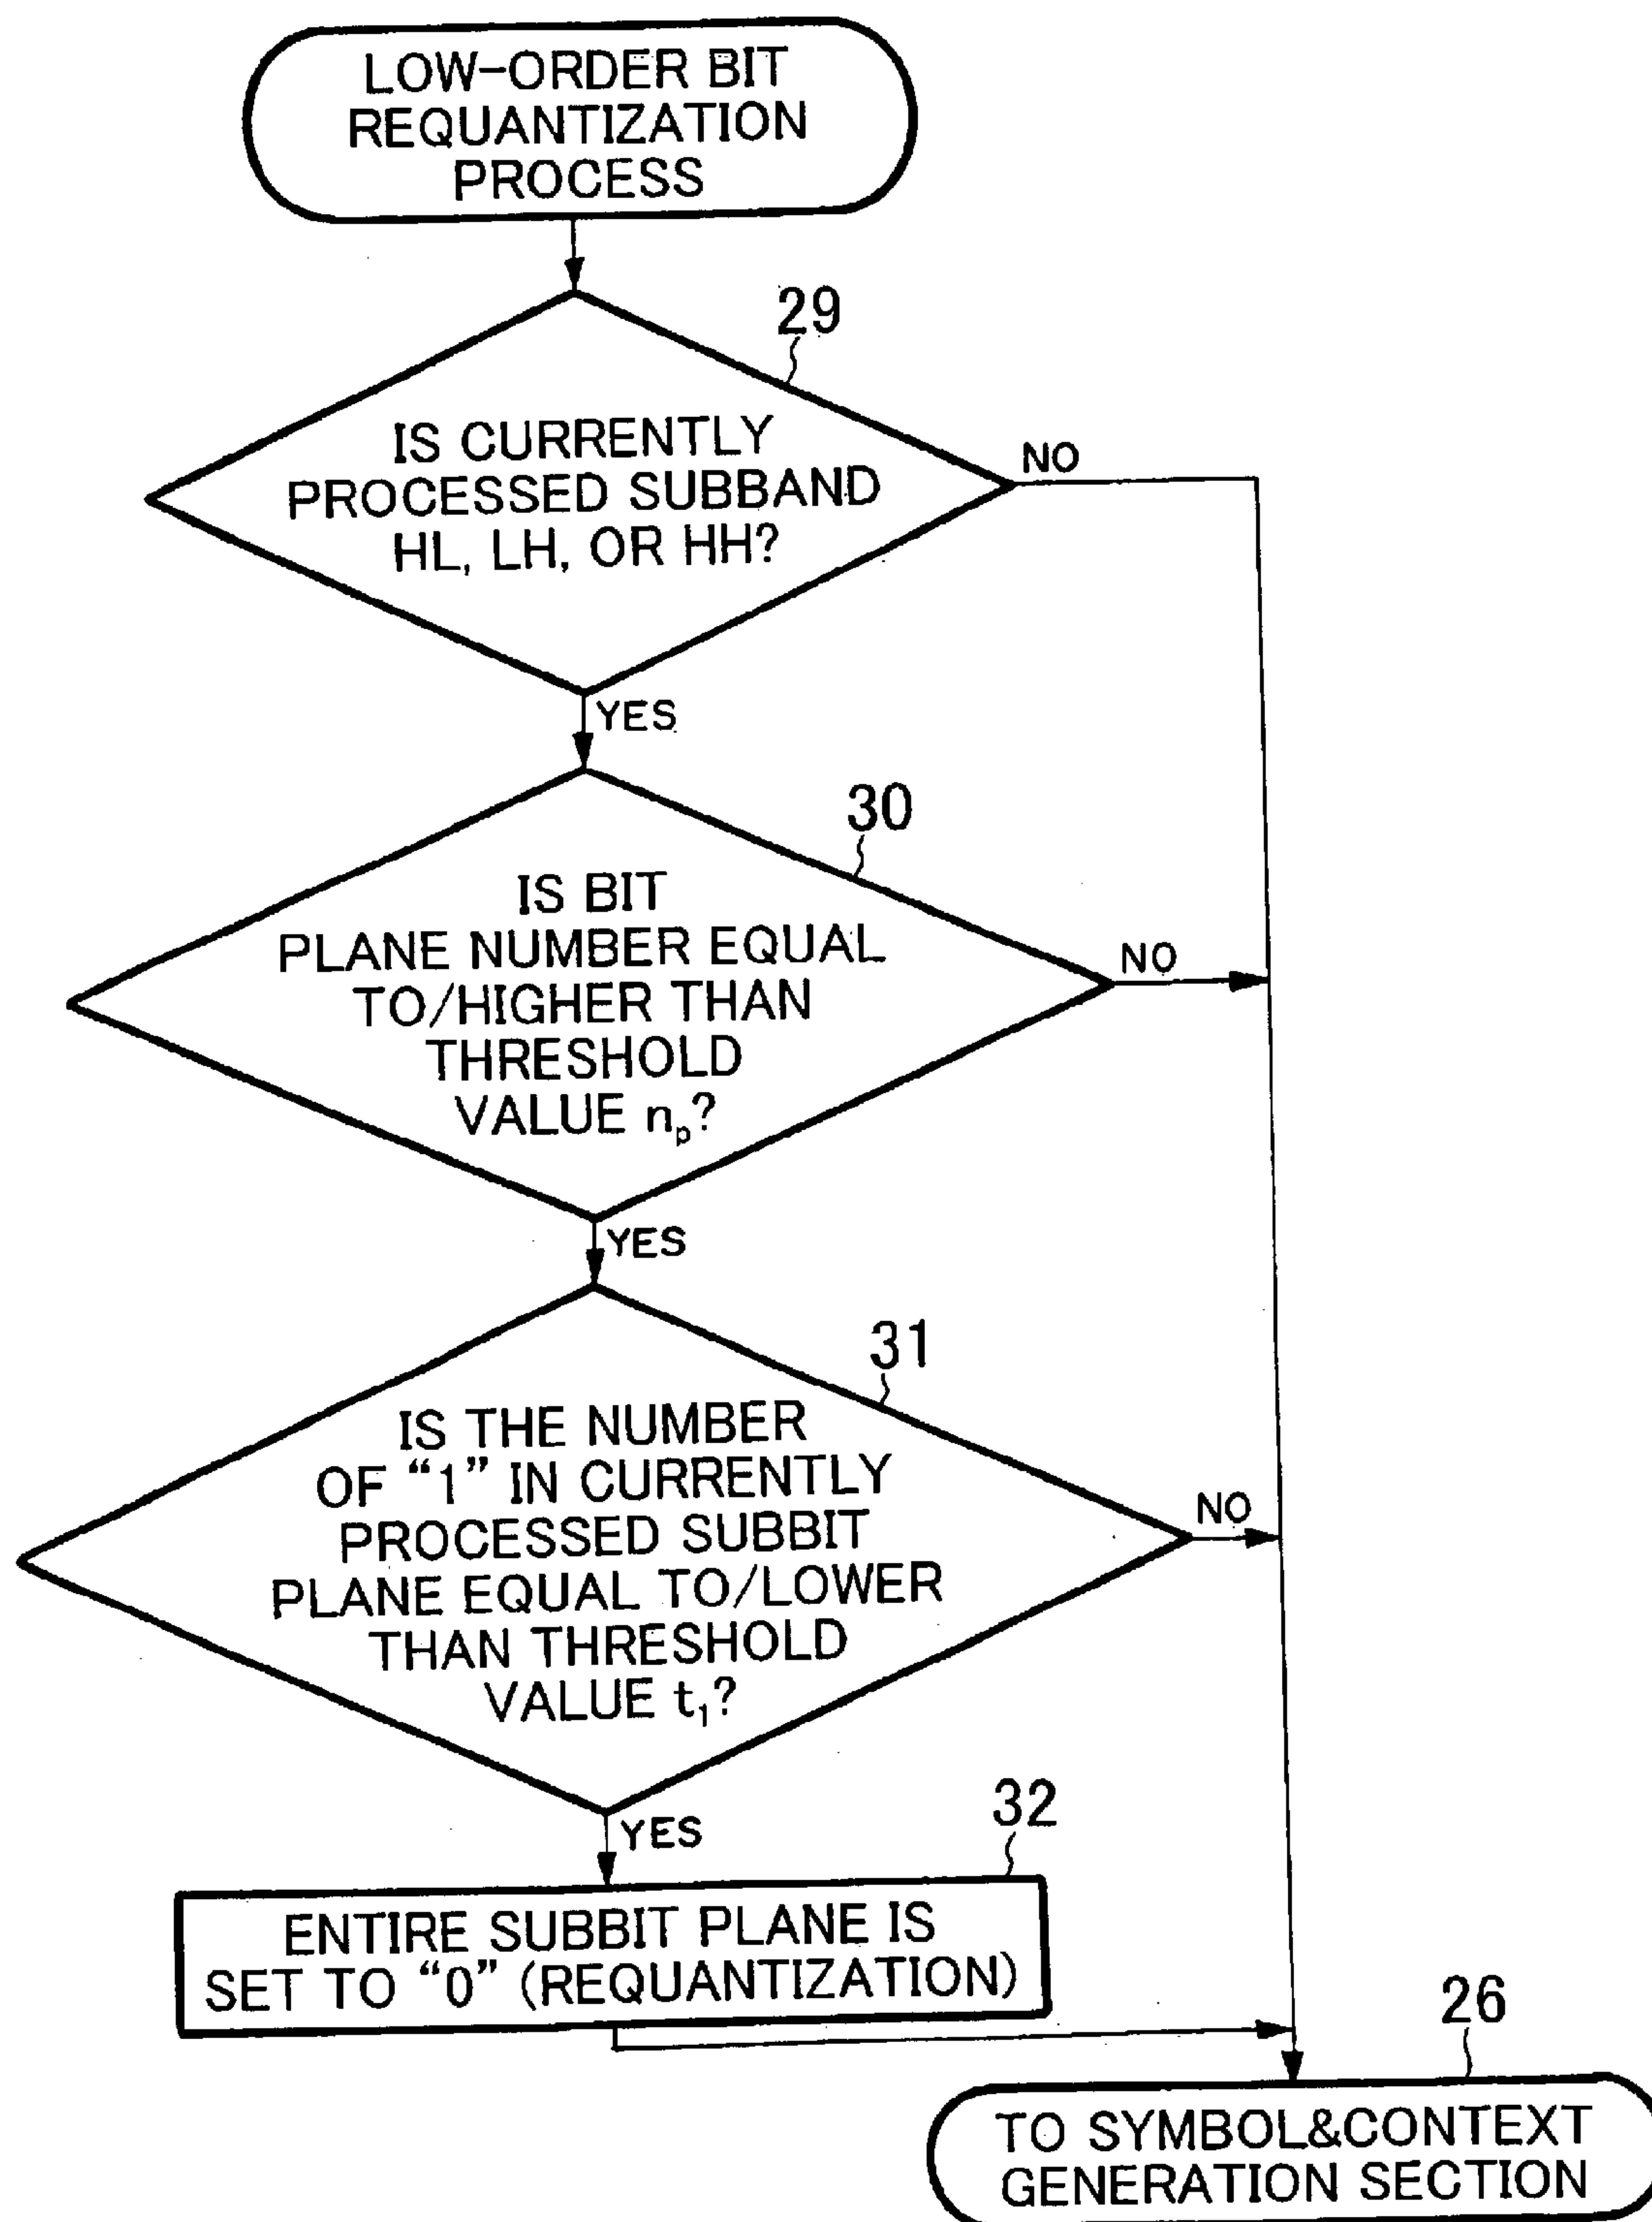 LOW-ORDER BIT
REQUANTIZATION
PROCESS
29
IS CURRENTLY
PROCESSED SUBBAND
HL, LH, OR HH?
NO
YES
30
IS BIT
PLANE NUMBER EQUAL
TO/HIGHER THAN
THRESHOLD
VALUE nₚ?
NO
YES
31
IS THE NUMBER
OF “1” IN CURRENTLY
PROCESSED SUBBIT
PLANE EQUAL TO/LOWER
THAN THRESHOLD
VALUE t₁?
NO
YES
32
ENTIRE SUBBIT PLANE IS
SET TO “0” (REQUANTIZATION)
26
TO SYMBOL&CONTEXT
GENERATION SECTION